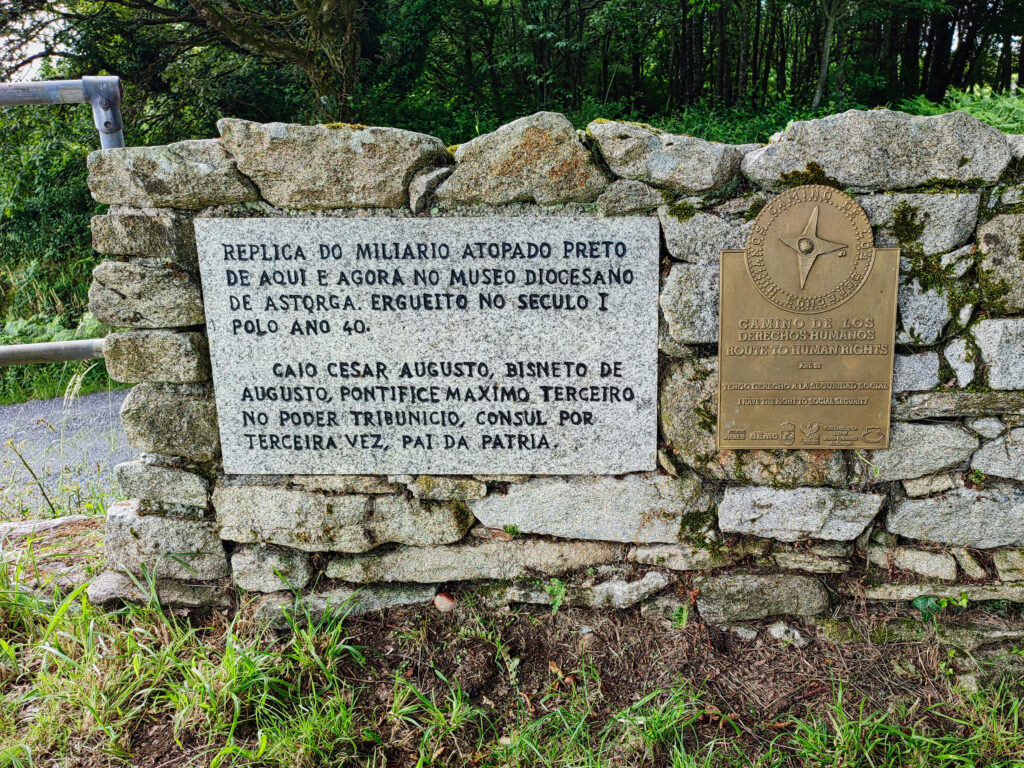 REPLICA DO MILIARIO ATOPADO PRETO
DE AQUI E AGORA NO MUSEO DIOCESANO
DE ASTORGA. ERGUEITO NO SECULO I
POLO ANO 40.
CAIO CESAR AUGUSTO, BISNETO DE
AUGUSTO, PONTIFICE MAXIMO TERCEIRO
NO PODER TRIBUNICIO, CONSUL POR
TERCEIRA VEZ, PAI DA PATRIA.
CAMINO DE LOS
DERECHOS HUMANOS
ROUTE TO HUMAN RIGHTS
TENGO DERECHO A LA SEGURIDAD SOCIAL
I HAVE THE RIGHT TO SOCIAL SECURITY